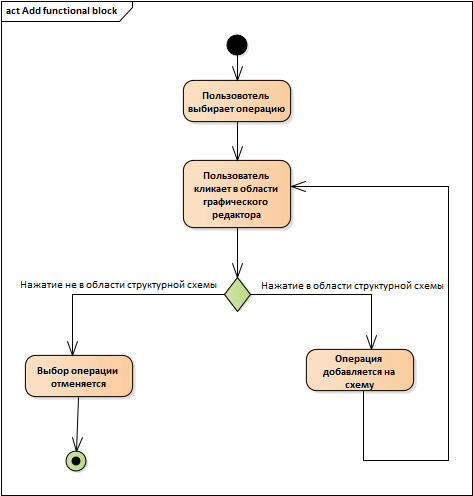 act Add functional block
Пользовотель
выбирает операцию
Пользователь
кликает в области
графического
редактора
Нажатие не в области структурной схемы
Нажатие в области структурной схемы
Выбор операции
отменяется
Операция
добавляется на
схему